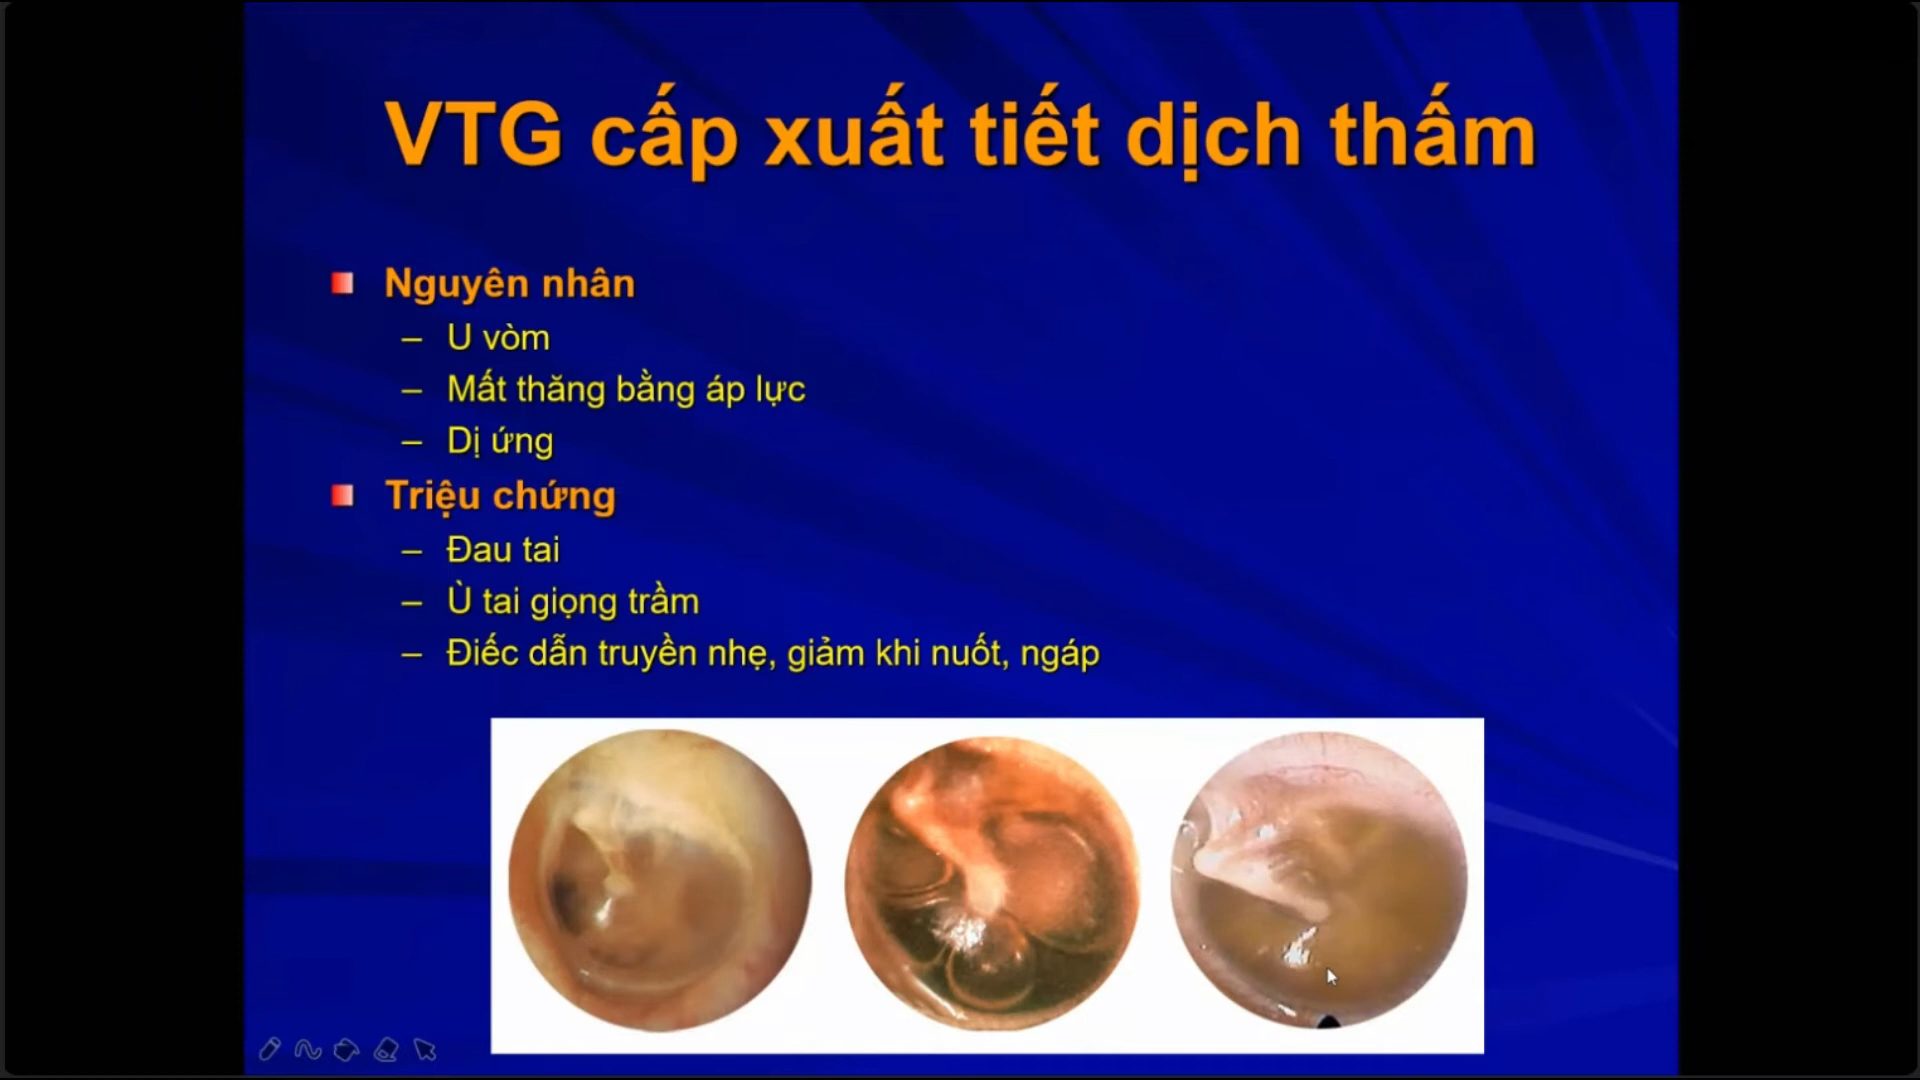 VTG cấp xuất tiết dịch thấm
Nguyên nhân
– U vòm
– Mất thăng bằng áp lực
– Dị ứng
Triệu chứng
– Đau tai
– Ù tai giọng trầm
– Điếc dẫn truyền nhẹ, giảm khi nuốt, ngáp